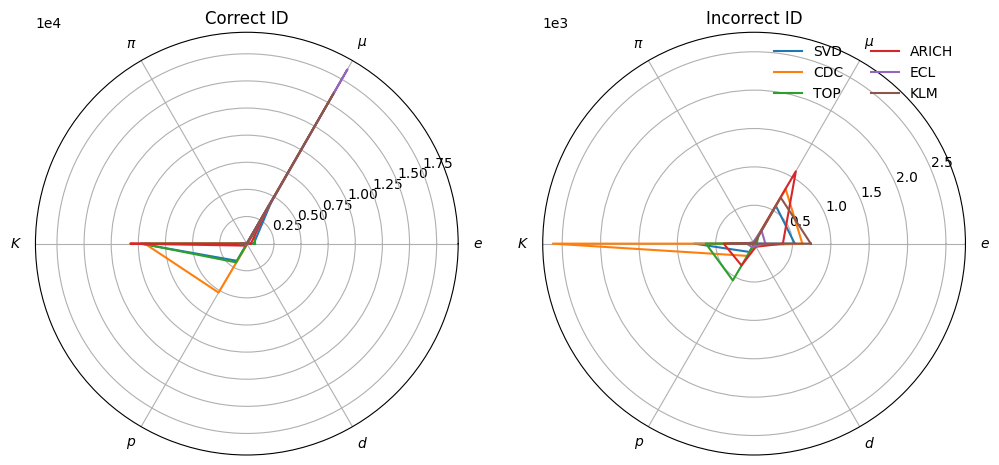 Correct ID
1e4
e
μ
π
K
p
d
0.25
0.50
0.75
1.00
1.25
1.50
1.75
Incorrect ID
1e3
e
μ
π
K
p
d
0.5
1.0
1.5
2.0
2.5
SVD
CDC
TOP
ARICH
ECL
KLM